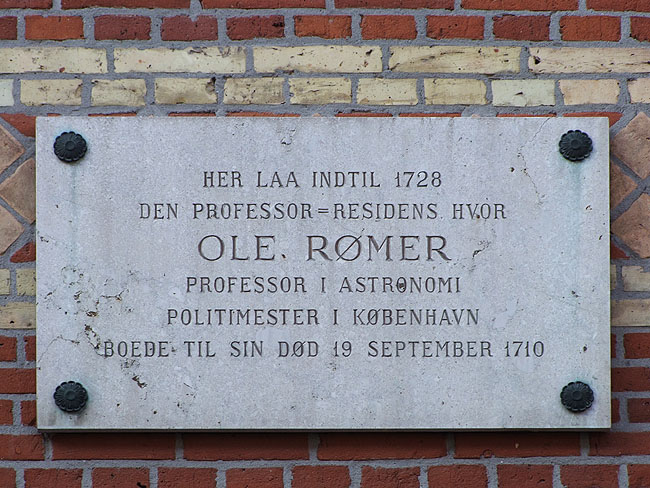 HER LAA INDTIL 1728
DEN PROFESSOR=RESIDENS HVOR
OLE RØMER
PROFESSOR I ASTRONOMI
POLITIMESTER I KØBENHAVN
BOEDE TIL SIN DØD 19 SEPTEMBER 1710